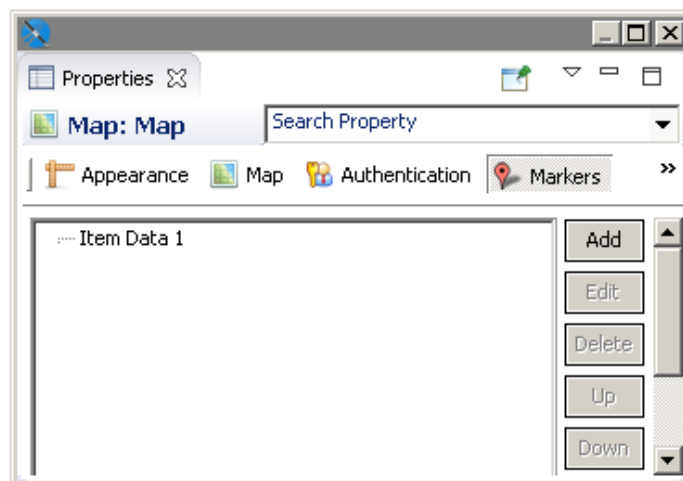 Properties
Map: Map
Search Property
Appearance Map Authentication Markers »
Item Data 1
Add
Edit
Delete
Up
Down